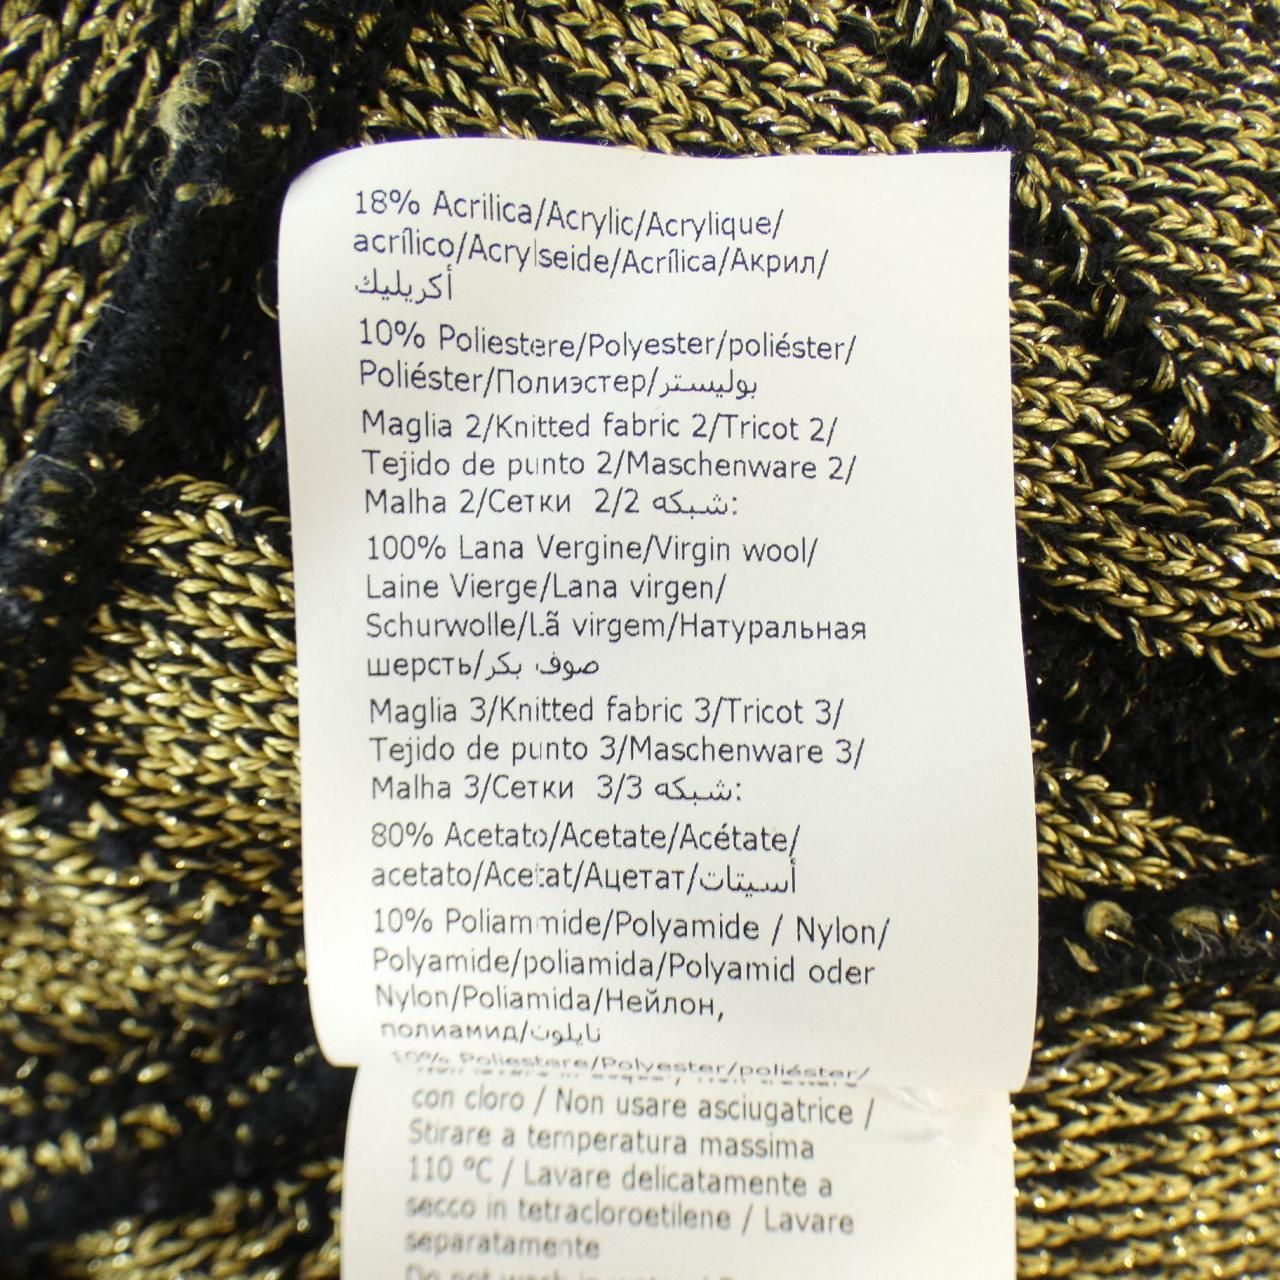 18% Acrilica/Acrylic/Acrylique/
acrílico/Acrylseide/Acrílica/Акрил/
أكريليك
10% Poliestere/Polyester/poliéster/
Poliéster/Полиэстер/بوليستر
Maglia 2/Knitted fabric 2/Tricot 2/
Tejido de punto 2/Maschenware 2/
Malha 2/Сетки 2/2 شبكه:
100% Lana Vergine/Virgin wool/
Laine Vierge/Lana virgen/
Schurwolle/Lã virgem/Натуральная
шерсть/صوف بكر
Maglia 3/Knitted fabric 3/Tricot 3/
Tejido de punto 3/Maschenware 3/
Malha 3/Сетки 3/3 شبكه:
80% Acetato/Acetate/Acétate/
acetato/Acetat/Ацетат/أسيتات
10% Poliammide/Polyamide / Nylon/
Polyamide/poliamida/Polyamid oder
Nylon/Poliamida/Нейлон,
полиамид/نايلون
10% Poliestere/Polyester/poliéster/
con cloro / Non usare asciugatrice /
Stirare a temperatura massima
110 °C / Lavare delicatamente a
secco in tetracloroetilene / Lavare
separatamente